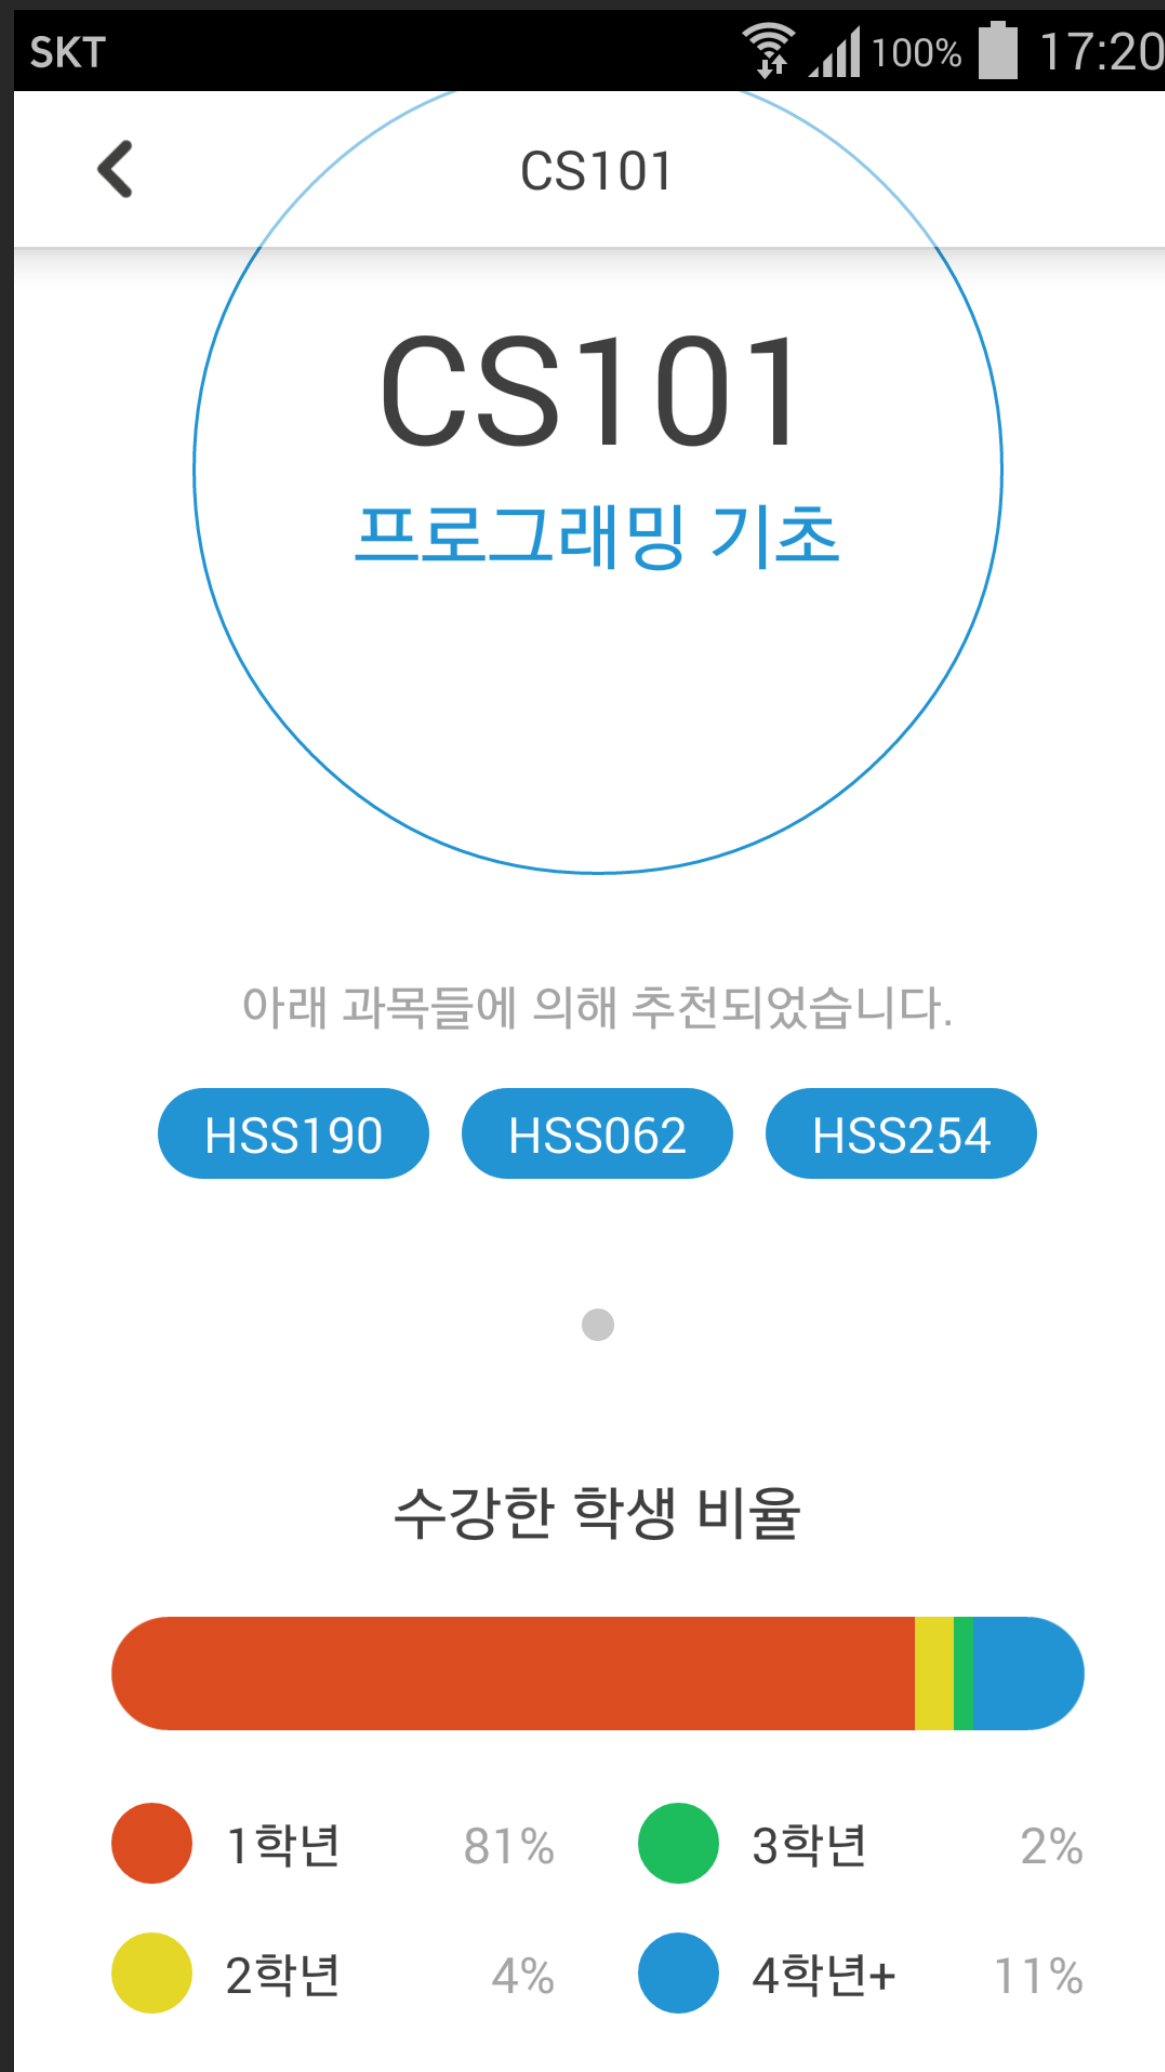 SKT 100% 17:20
CS101
CS101
프로그래밍 기초
아래 과목들에 의해 추천되었습니다.
HSS190 HSS062 HSS254
수강한 학생 비율
1학년 81% 3학년 2%
2학년 4% 4학년+ 11%